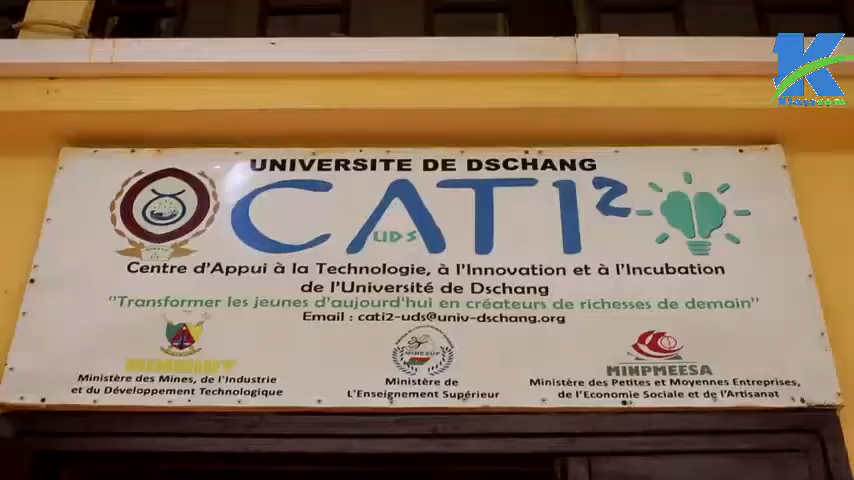 UNIVERSITE DE DSCHANG
CATI²
UDS
Centre d'Appui à la Technologie, à l'Innovation et à l'Incubation
de l'Université de Dschang
"Transformer les jeunes d'aujourd'hui en créateurs de richesses de demain"
Email : cati2-uds@univ-dschang.org
Ministère des Mines, de l'Industrie
et du Développement Technologique
MINESUP
Ministère de
L'Enseignement Supérieur
MINPMEESA
Ministère des Petites et Moyennes Entreprises,
de l'Economie Sociale et de l'Artisanat